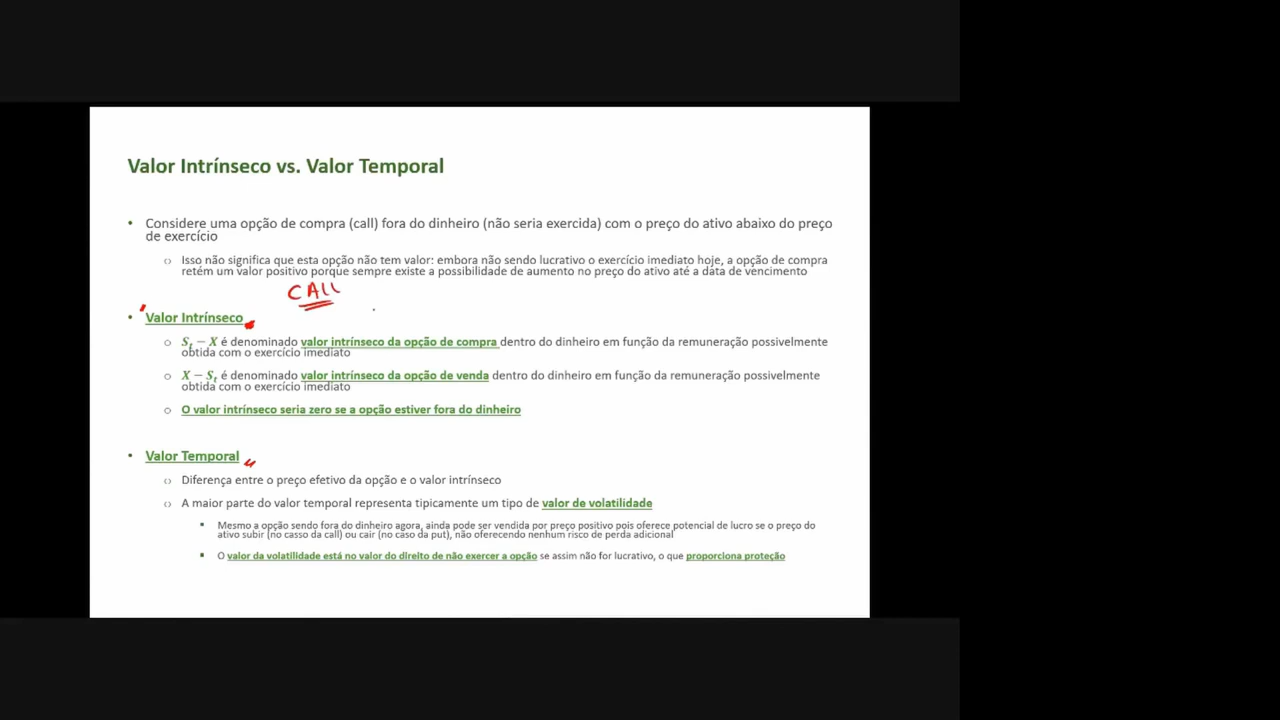 Valor Intrínseco vs. Valor Temporal
• Considere uma opção de compra (call) fora do dinheiro (não seria exercida) com o preço do ativo abaixo do preço
de exercício
Isso não significa que esta opção não tem valor: embora não sendo lucrativo o exercício imediato hoje, a opção de compra
retém um valor positivo porque sempre existe a possibilidade de aumento no preço do ativo até a data de vencimento
CALL
• Valor Intrínseco
○ Sₜ − X é denominado valor intrínseco da opção de compra dentro do dinheiro em função da remuneração possivelmente
obtida com o exercício imediato
○ X − Sₜ é denominado valor intrínseco da opção de venda dentro do dinheiro em função da remuneração possivelmente
obtida com o exercício imediato
○ O valor intrínseco seria zero se a opção estiver fora do dinheiro
• Valor Temporal
Diferença entre o preço efetivo da opção e o valor intrínseco
A maior parte do valor temporal representa tipicamente um tipo de valor de volatilidade
▪ Mesmo a opção sendo fora do dinheiro agora, ainda pode ser vendida por preço positivo pois oferece potencial de lucro se o preço do
ativo subir (no casso da call) ou cair (no caso da put), não oferecendo nenhum risco de perda adicional
▪ O valor da volatilidade está no valor do direito de não exercer a opção se assim não for lucrativo, o que proporciona proteção